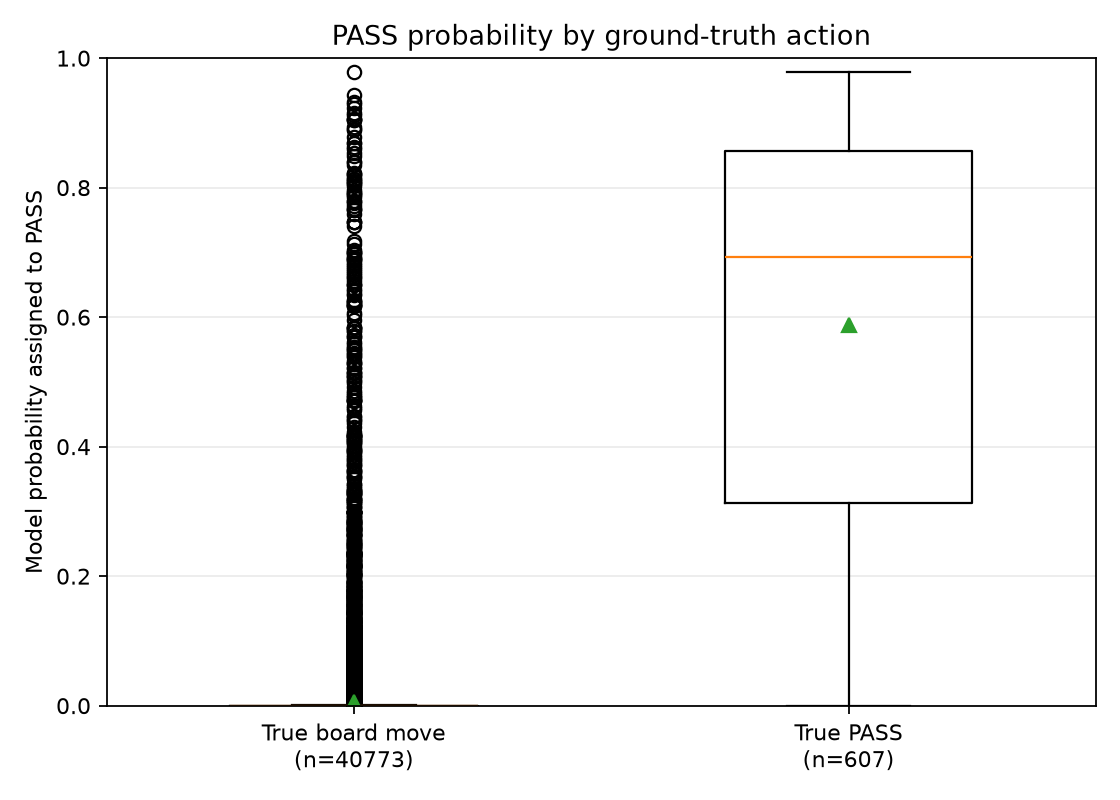 PASS probability by ground-truth action
Model probability assigned to PASS
1.0
0.8
0.6
0.4
0.2
0.0
True board move
(n=40773)
True PASS
(n=607)